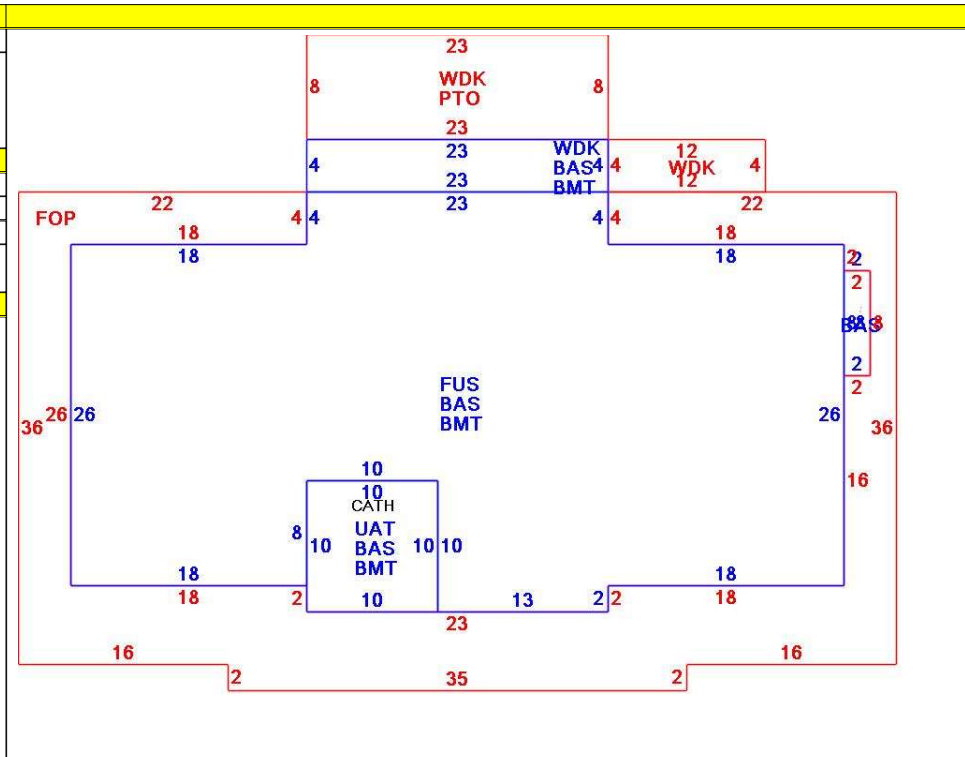 23
8 WDK 8
PTO
23
23 WDK 12
4 BAS 4 4 WDK 4
23 BMT 12
22 23 22
FOP 4 4 4 4
18 18
18 18
2 2
2
8 BAS 8
2
2
FUS
BAS
BMT
36 26 26 26 36
10
10
CATH
8 UAT 16
10 BAS 10 10
BMT
18 18
18 2 10 13 2 2 18
23
16 16
2 35 2